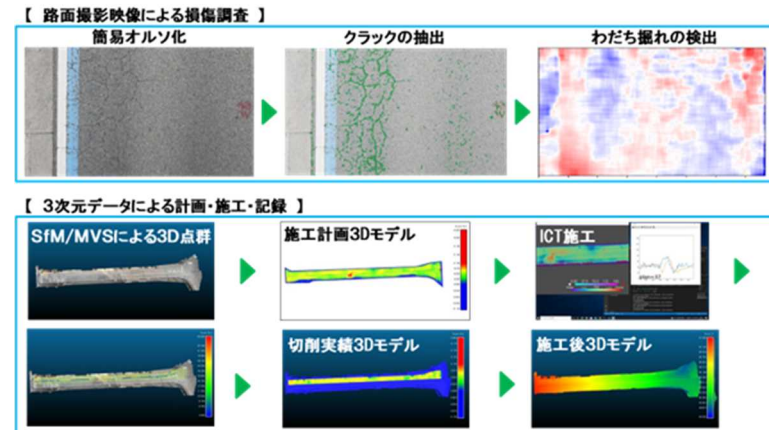 【 路面撮影映像による損傷調査 】
簡易オルソ化
クラックの抽出
わだち掘れの検出
【 3次元データによる計画・施工・記録 】
SfM/MVSによる3D点群
施工計画3Dモデル
ICT施工
切削実績3Dモデル
施工後3Dモデル